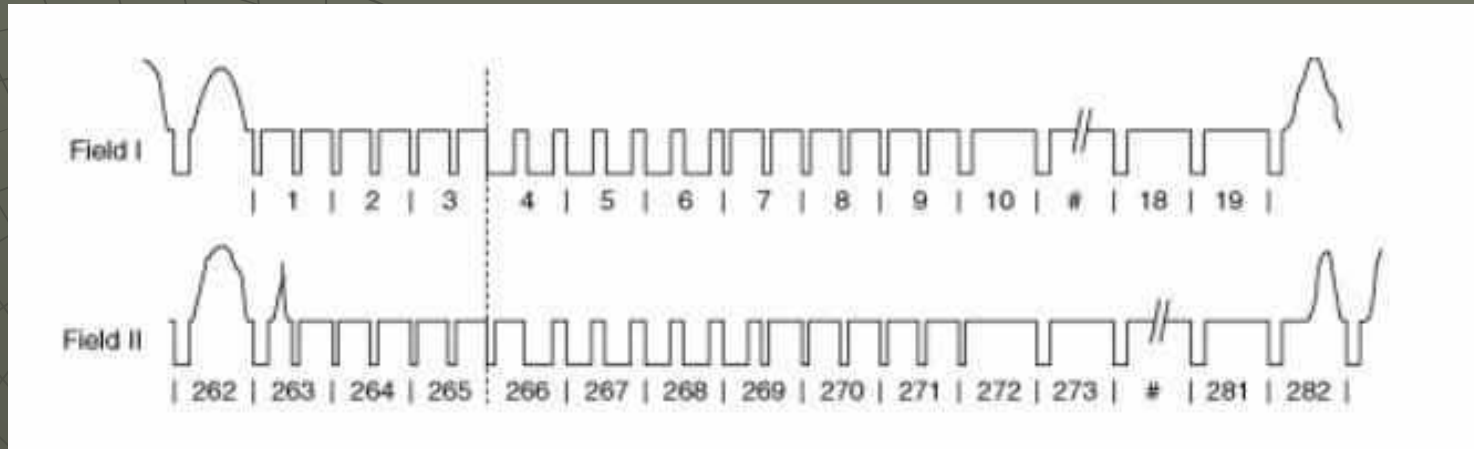 Field I
| 1 | 2 | 3 4 | 5 | 6 | 7 | 8 | 9 | 10 | # | 18 | 19 |
Field II
| 262 | 263 | 264 | 265 266 | 267 | 268 | 269 | 270 | 271 | 272 | 273 | # | 281 | 282 |